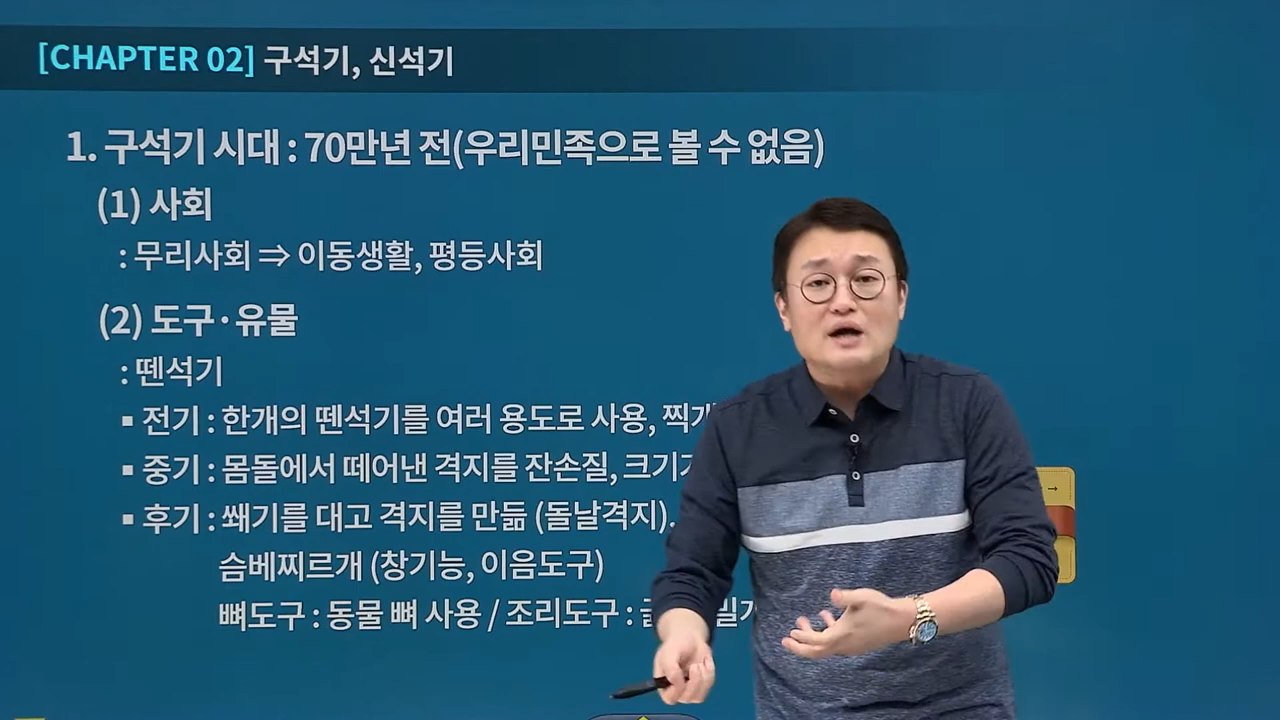 [CHAPTER 02] 구석기, 신석기
1. 구석기 시대 : 70만년 전(우리민족으로 볼 수 없음)
(1) 사회
: 무리사회 ⇒ 이동생활, 평등사회
(2) 도구·유물
: 뗀석기
▪ 전기 : 한개의 뗀석기를 여러 용도로 사용,
▪ 중기 : 몸돌에서 떼어낸 격지를 잔손질,
▪ 후기 : 쐐기를 대고 격지를 만듦 (돌날격지).
슴베찌르개 (창기능, 이음도구)
뼈도구 : 동물 뼈 사용 / 조리도구 :